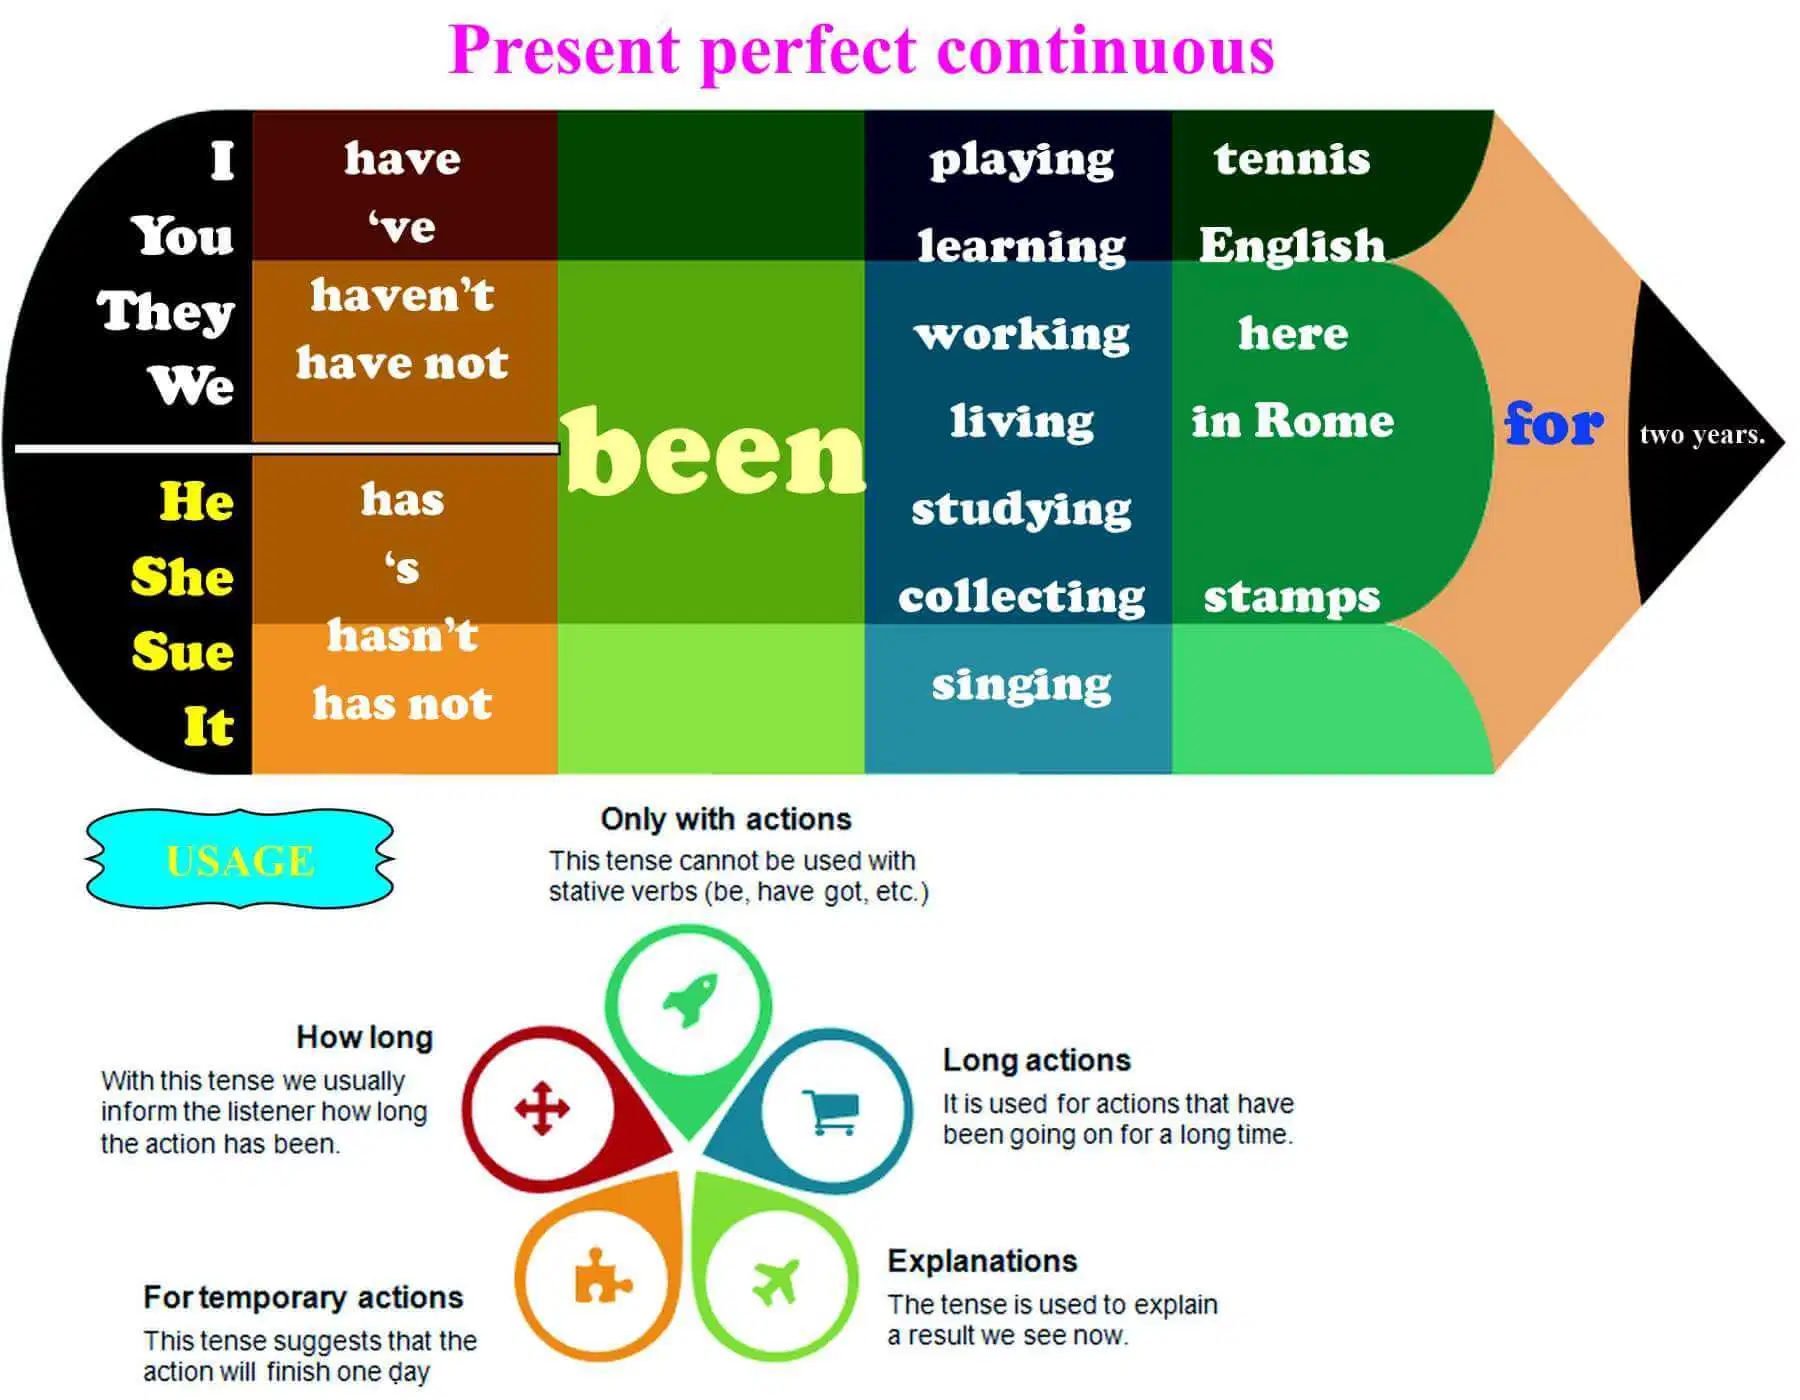 Present perfect continuous
I
You
They
We
He
She
Sue
It
have
‘ve
haven’t
have not
has
‘s
hasn’t
has not
been
playing
learning
working
living
studying
collecting
singing
tennis
English
here
in Rome
stamps
for
two years.
USAGE
Only with actions
This tense cannot be used with
stative verbs (be, have got, etc.)
How long
With this tense we usually
inform the listener how long
the action has been.
Long actions
It is used for actions that have
been going on for a long time.
For temporary actions
This tense suggests that the
action will finish one day
Explanations
The tense is used to explain
a result we see now.